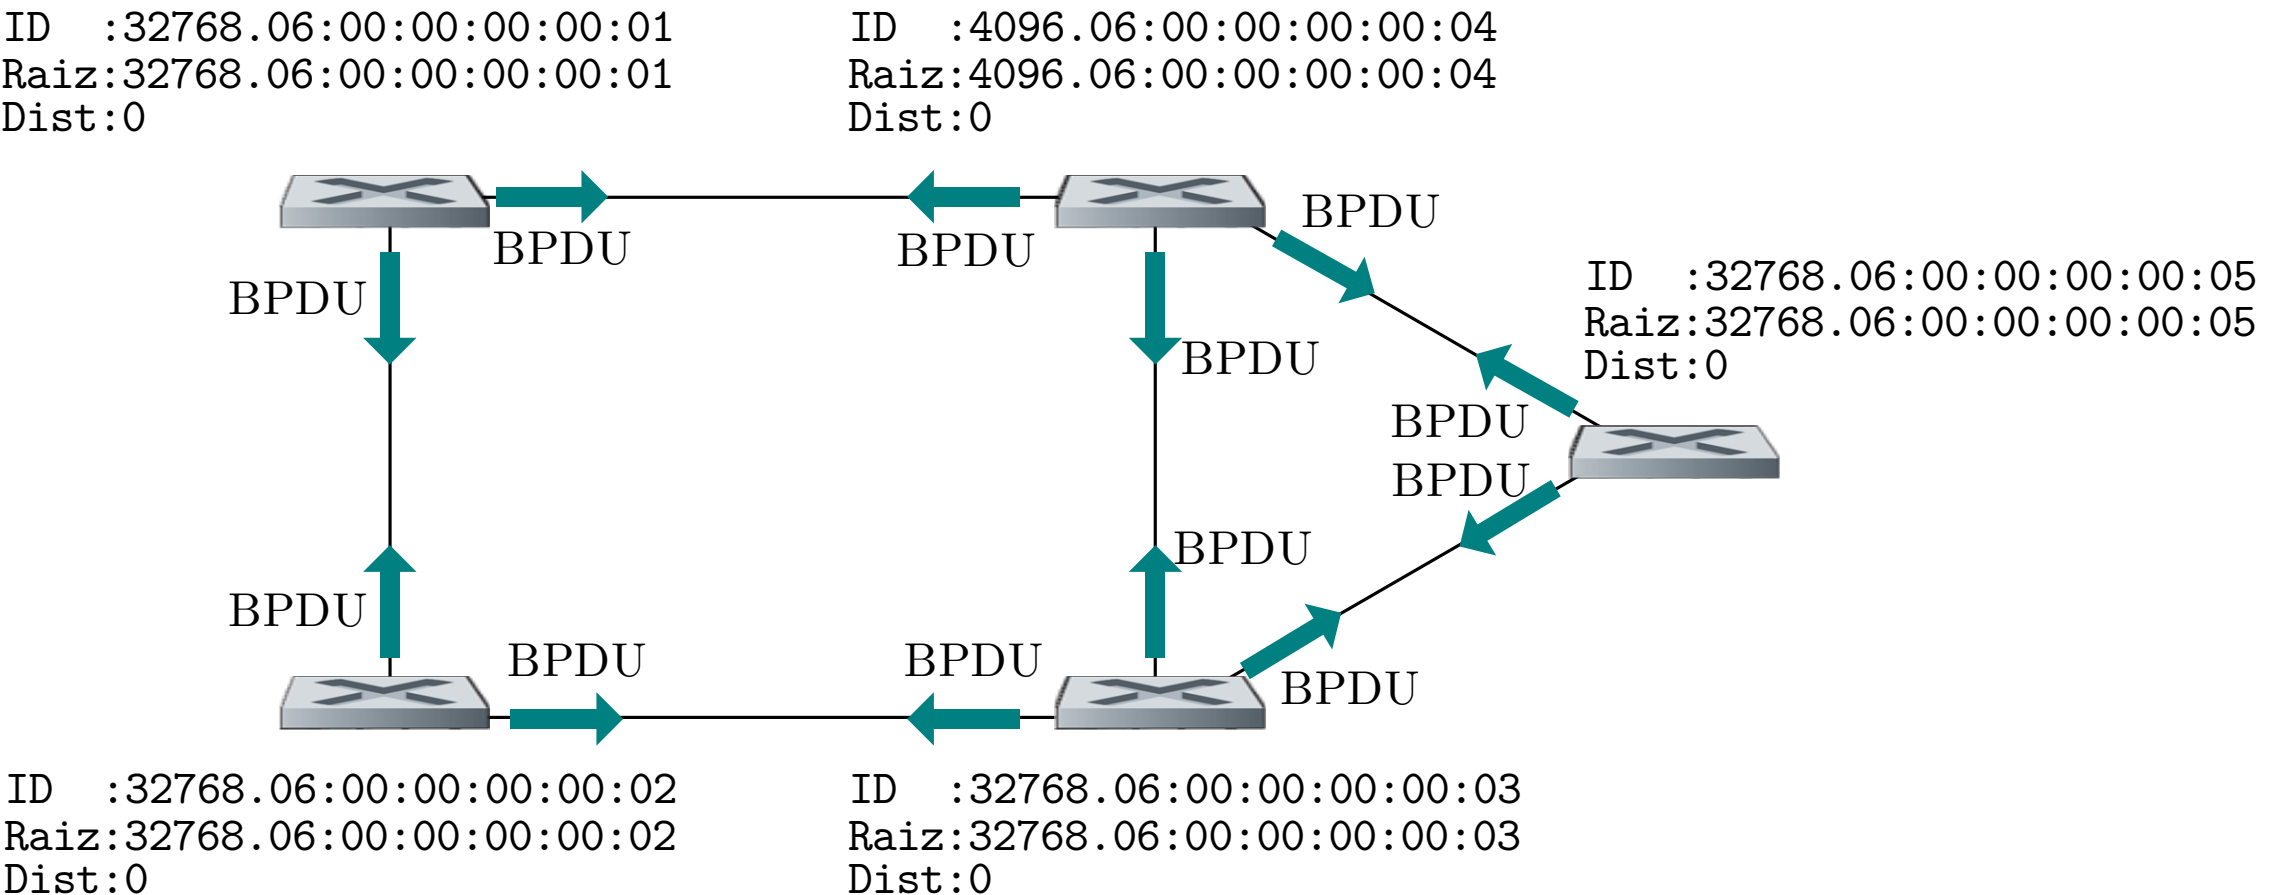 ID  :32768.06:00:00:00:00:01
Raiz:32768.06:00:00:00:00:01
Dist:0
ID  :4096.06:00:00:00:00:04
Raiz:4096.06:00:00:00:00:04
Dist:0
BPDU
BPDU
BPDU
BPDU
ID  :32768.06:00:00:00:00:05
Raiz:32768.06:00:00:00:00:05
Dist:0
BPDU
BPDU
BPDU
BPDU
BPDU
BPDU
BPDU
BPDU
ID  :32768.06:00:00:00:00:02
Raiz:32768.06:00:00:00:00:02
Dist:0
ID  :32768.06:00:00:00:00:03
Raiz:32768.06:00:00:00:00:03
Dist:0